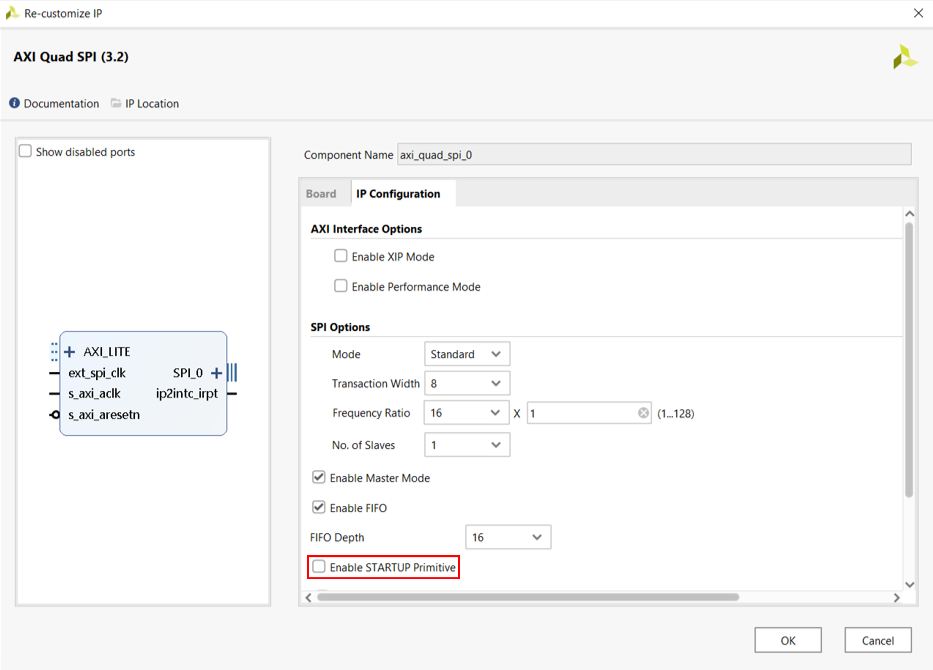 Re-customize IP
AXI Quad SPI (3.2)
Documentation IP Location
Show disabled ports
AXI_LITE
ext_spi_clk SPI_0
s_axi_aclk ip2intc_irpt
s_axi_aresetn
Component Name axi_quad_spi_0
Board IP Configuration
AXI Interface Options
Enable XIP Mode
Enable Performance Mode
SPI Options
Mode Standard
Transaction Width 8
Frequency Ratio 16 X 1 (1...128)
No. of Slaves 1
Enable Master Mode
Enable FIFO
FIFO Depth 16
Enable STARTUP Primitive
OK Cancel